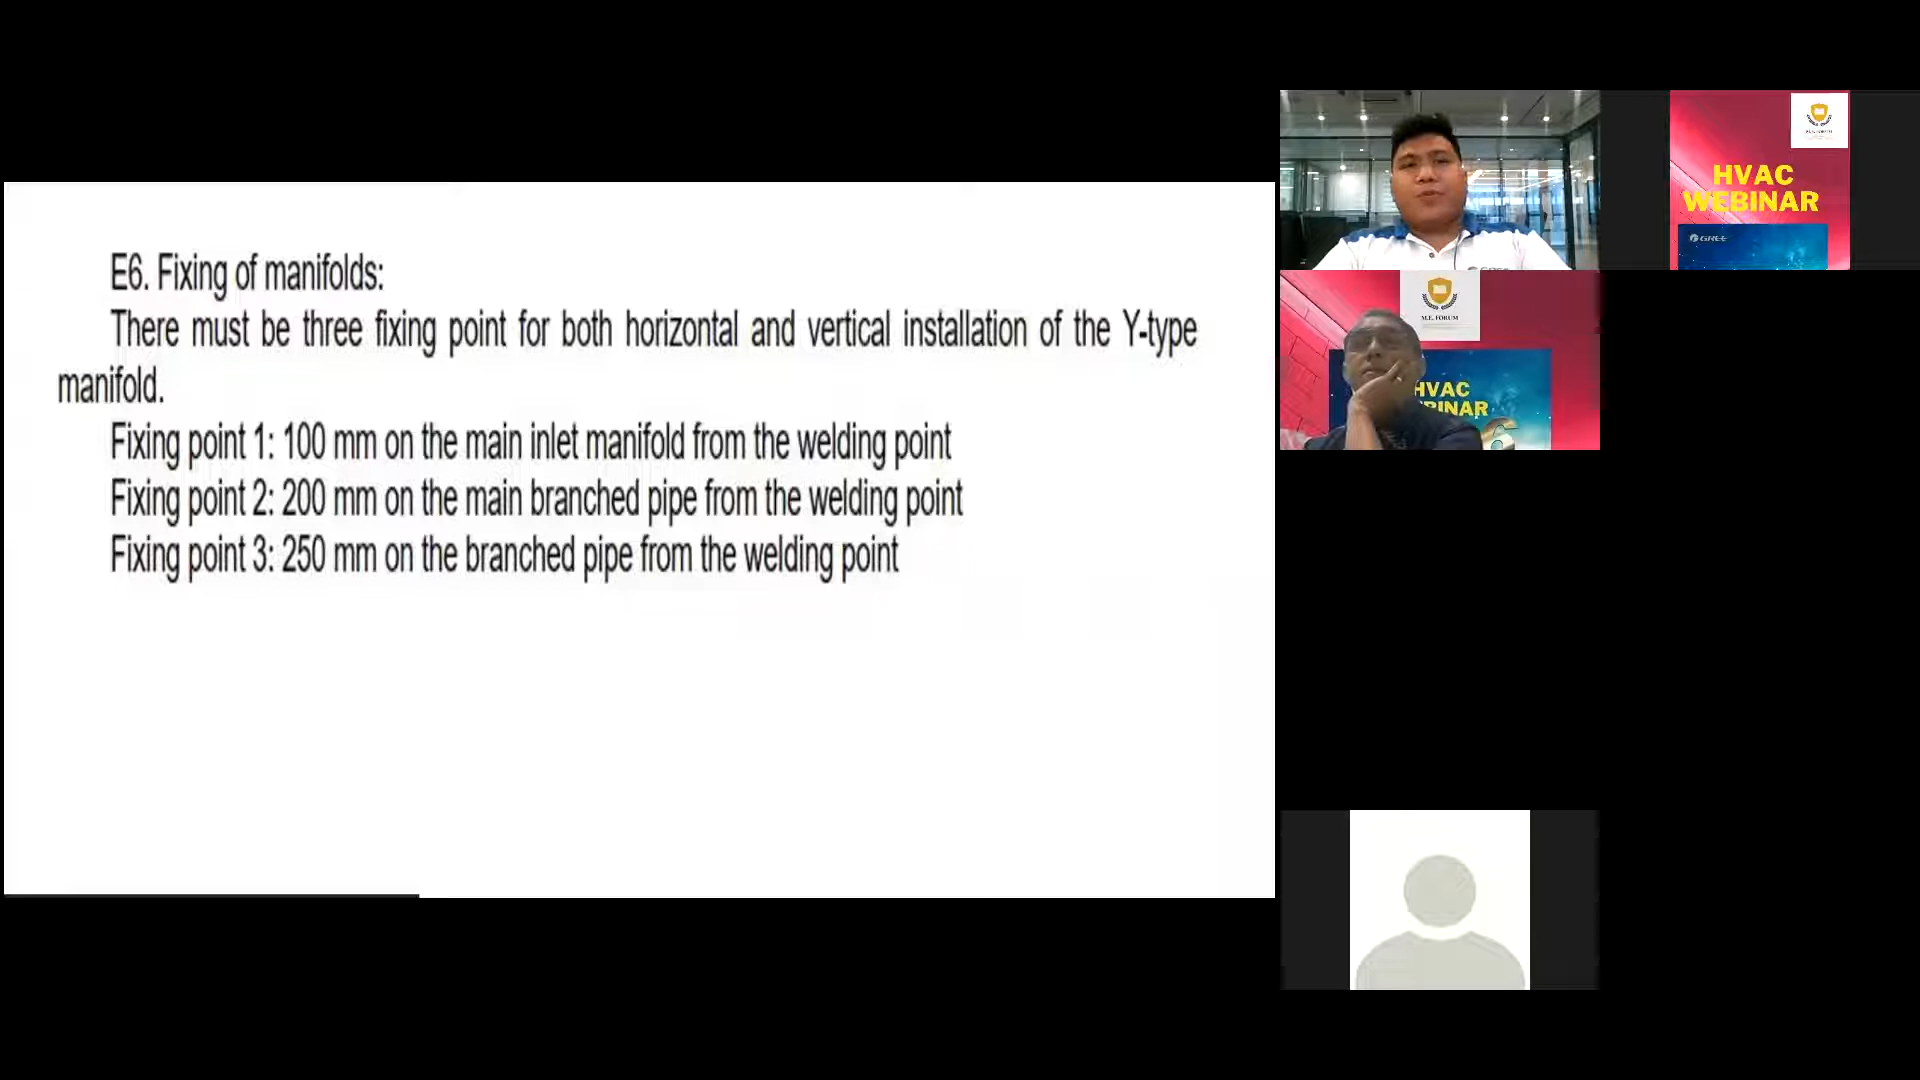 E6. Fixing of manifolds:
There must be three fixing point for both horizontal and vertical installation of the Y-type
manifold.
Fixing point 1: 100 mm on the main inlet manifold from the welding point
Fixing point 2: 200 mm on the main branched pipe from the welding point
Fixing point 3: 250 mm on the branched pipe from the welding point
HVAC
WEBINAR
GREE
M.E. FORUM
HVAC